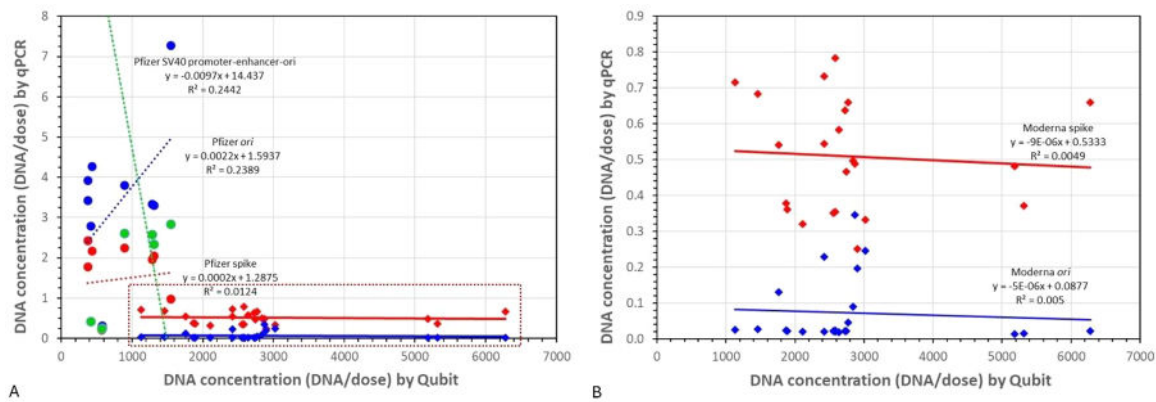 DNA concentration (DNA/dose) by qPCR
8
7
6
5
4
3
2
1
0
Pfizer SV40 promoter-enhancer-ori
y = -0.0097x + 14.437
R² = 0.2442
Pfizer ori
y = 0.0022x + 1.5937
R² = 0.2389
Pfizer spike
y = 0.0002x + 1.2875
R² = 0.0124
0 1000 2000 3000 4000 5000 6000 7000
DNA concentration (DNA/dose) by Qubit
A
DNA concentration (DNA/dose) by qPCR
0.9
0.8
0.7
0.6
0.5
0.4
0.3
0.2
0.1
0
Moderna spike
y = -9E-06x + 0.5333
R² = 0.0049
Moderna ori
y = -5E-06x + 0.0877
R² = 0.005
0 1000 2000 3000 4000 5000 6000 7000
DNA concentration (DNA/dose) by Qubit
B